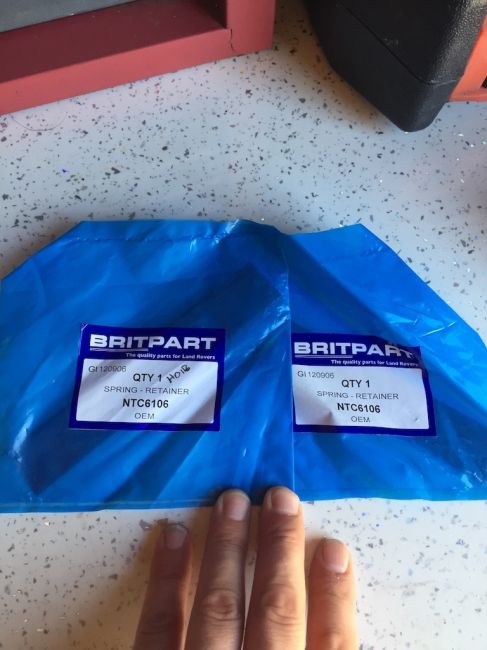 BRITPART
The quality parts for Land Rovers
GI 120906
QTY 1
SPRING - RETAINER
NTC6106
OEM
BRITPART
The quality parts for Land Rovers
GI 120906
QTY 1
SPRING - RETAINER
NTC6106
OEM